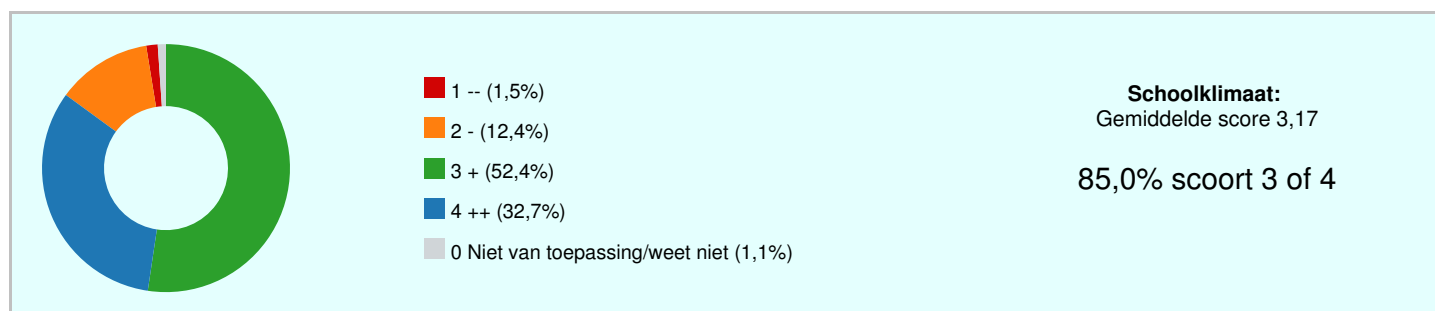 1 -- (1,5%)
2 - (12,4%)
3 + (52,4%)
4 ++ (32,7%)
0 Niet van toepassing/weet niet (1,1%)
Schoolklimaat:
Gemiddelde score 3,17
85,0% scoort 3 of 4